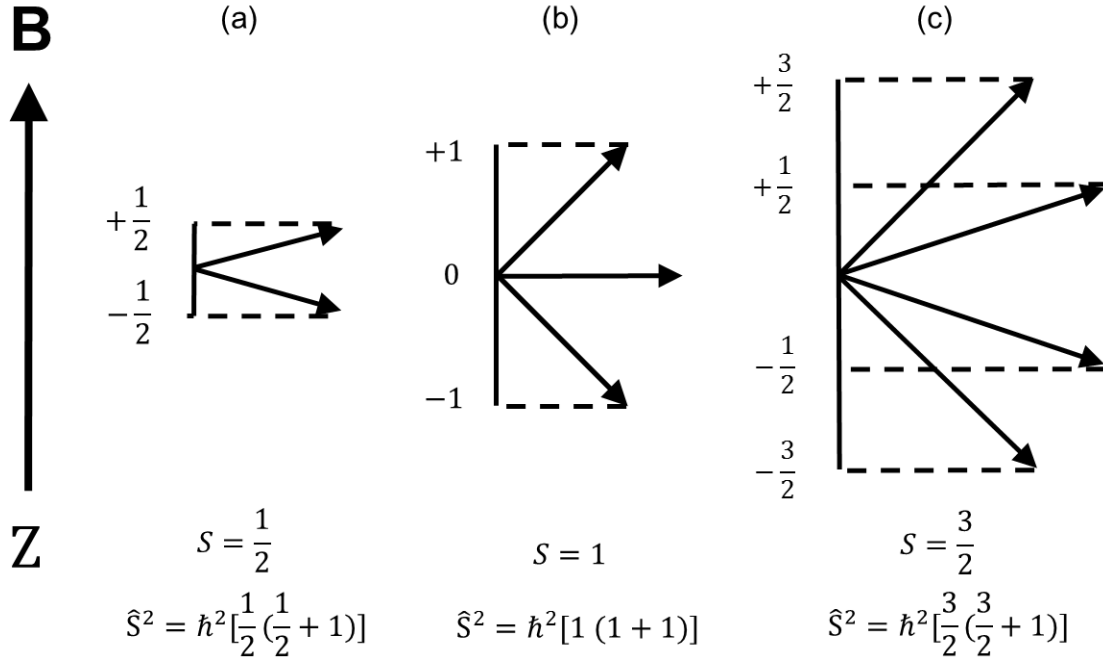 B
(a)
(b)
(c)
+1/2
−1/2
+1
0
−1
+3/2
+1/2
−1/2
−3/2
Z
S = 1/2
S = 1
S = 3/2
Ŝ² = ℏ²[1/2 (1/2 + 1)]
Ŝ² = ℏ²[1 (1 + 1)]
Ŝ² = ℏ²[3/2 (3/2 + 1)]